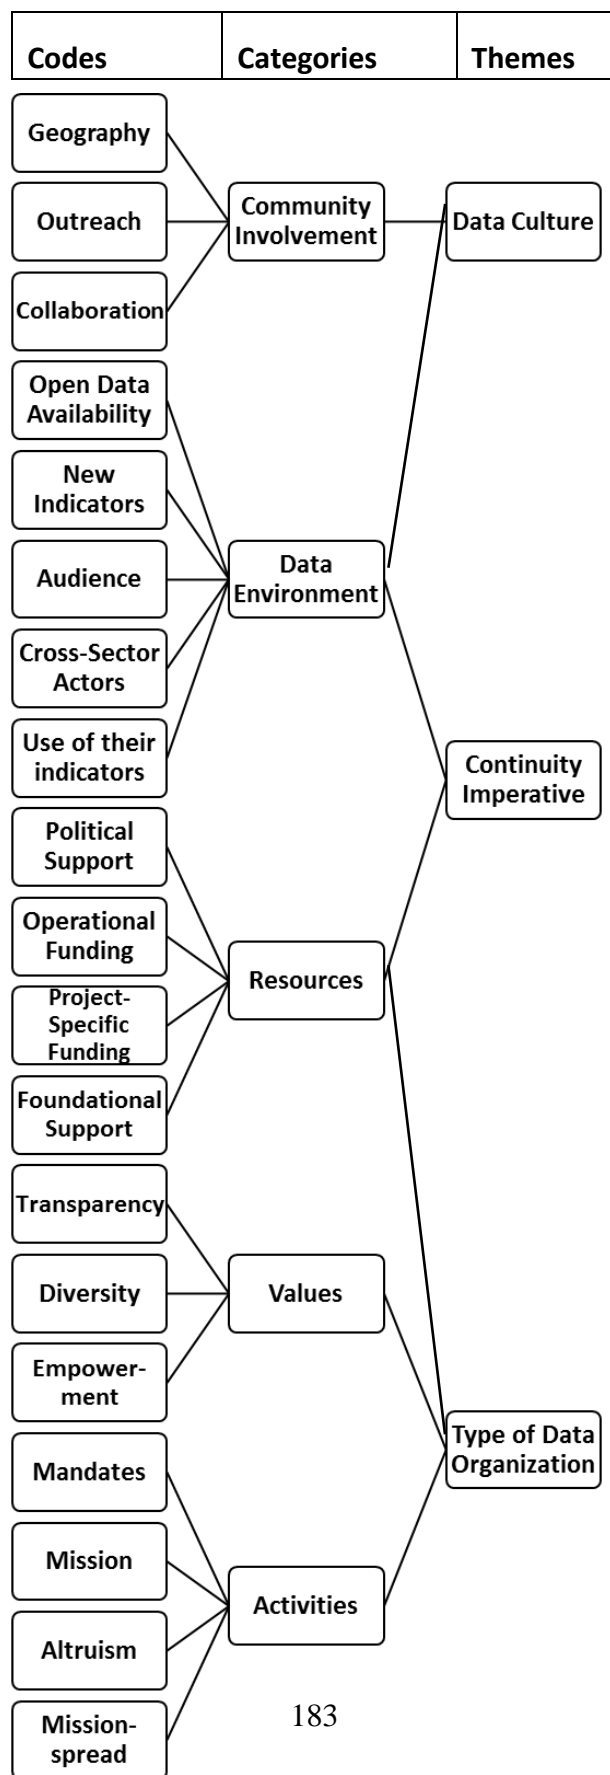 Codes Categories Themes
Geography
Outreach
Collaboration
Community
Involvement
Data Culture
Open Data
Availability
New
Indicators
Audience
Cross-Sector
Actors
Use of their
indicators
Data
Environment
Continuity
Imperative
Political
Support
Operational
Funding
Project-
Specific
Funding
Foundational
Support
Resources
Transparency
Diversity
Empower-
ment
Values
Type of Data
Organization
Mandates
Mission
Altruism
Mission-
spread
Activities
183